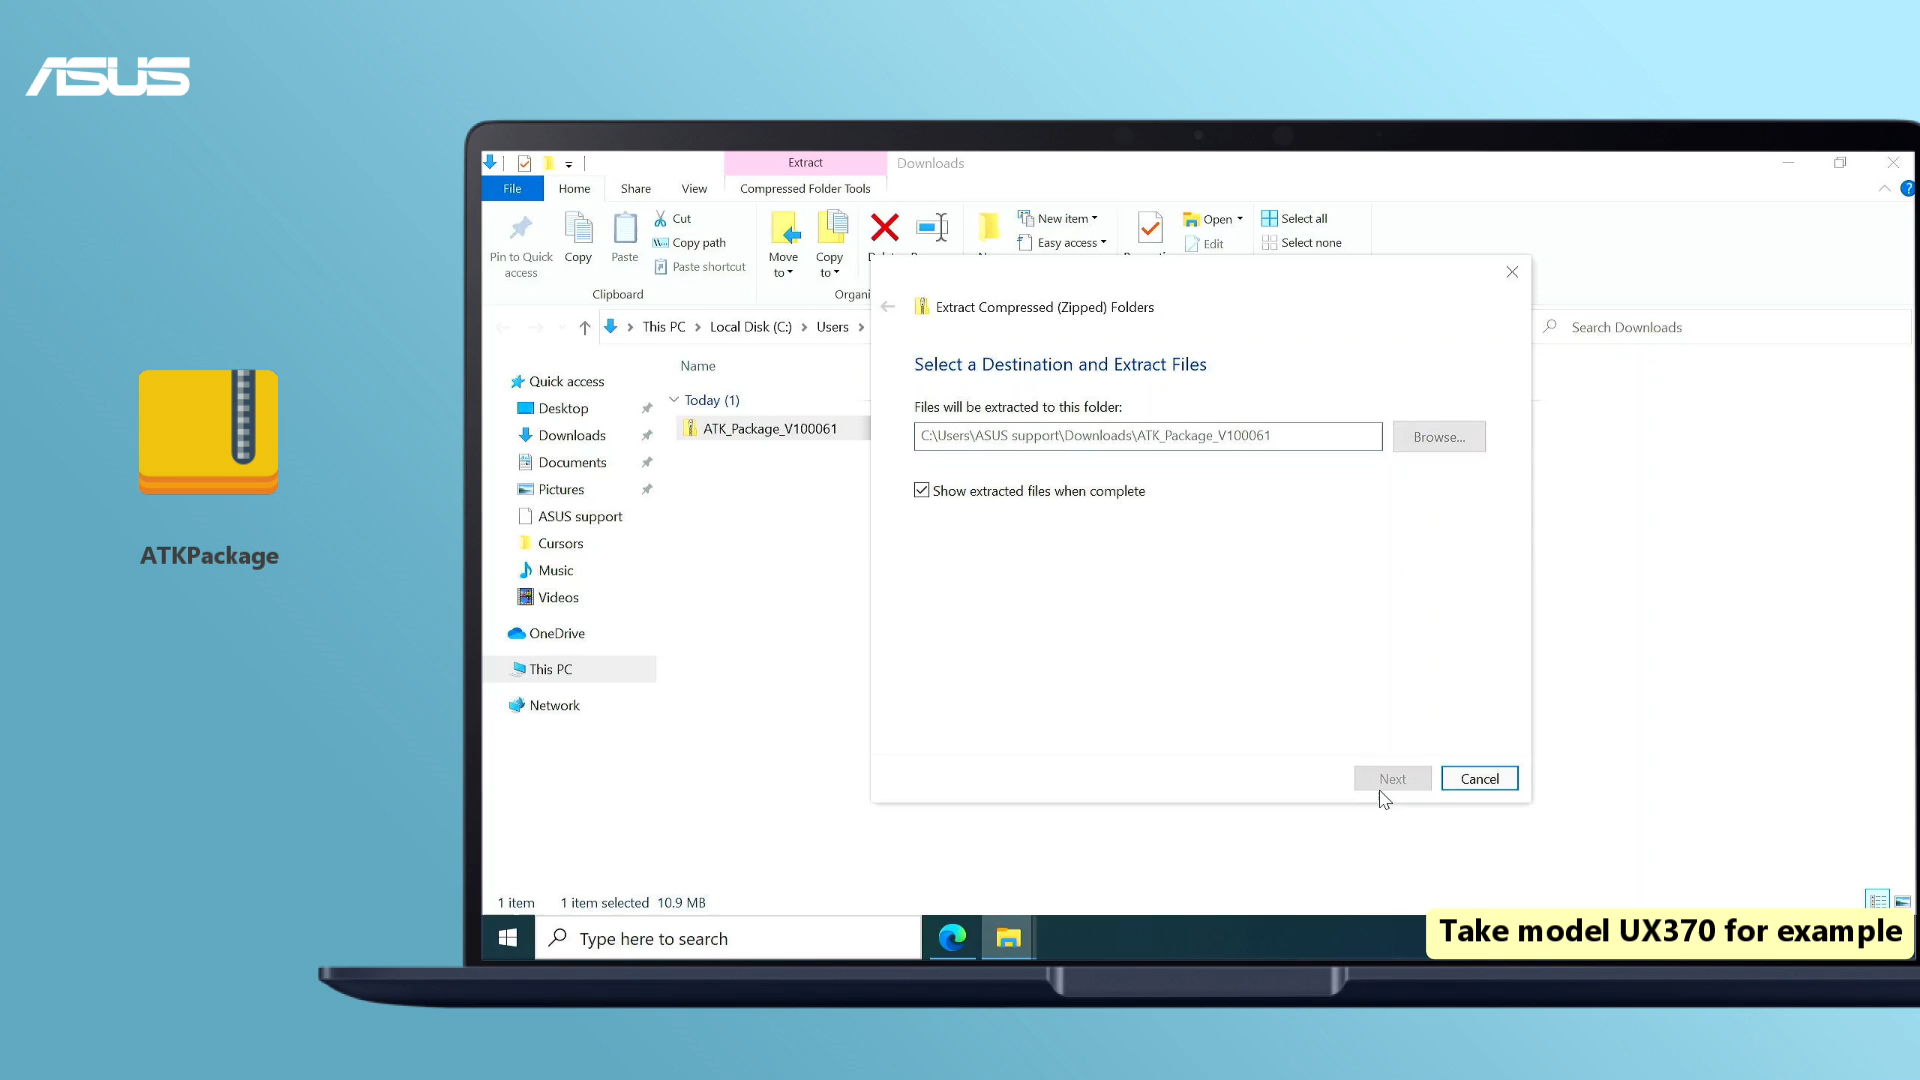 ASUS
Extract
Downloads
File
Home
Share
View
Compressed Folder Tools
?
Pin to Quick
access
Copy
Paste
Cut
Copy path
Paste shortcut
Clipboard
Move
to
Copy
to
Organi
New item
Easy access
Open
Edit
Select all
Select none
This PC
Local Disk (C:)
Users
Search Downloads
Quick access
Desktop
Downloads
Documents
Pictures
ASUS support
Cursors
Music
Videos
OneDrive
This PC
Network
Name
Today (1)
ATK_Package_V100061
Extract Compressed (Zipped) Folders
Select a Destination and Extract Files
Files will be extracted to this folder:
C:\Users\ASUS support\Downloads\ATK_Package_V100061
Browse...
Show extracted files when complete
Next
Cancel
ATKPackage
1 item
1 item selected 10.9 MB
Type here to search
Take model UX370 for example